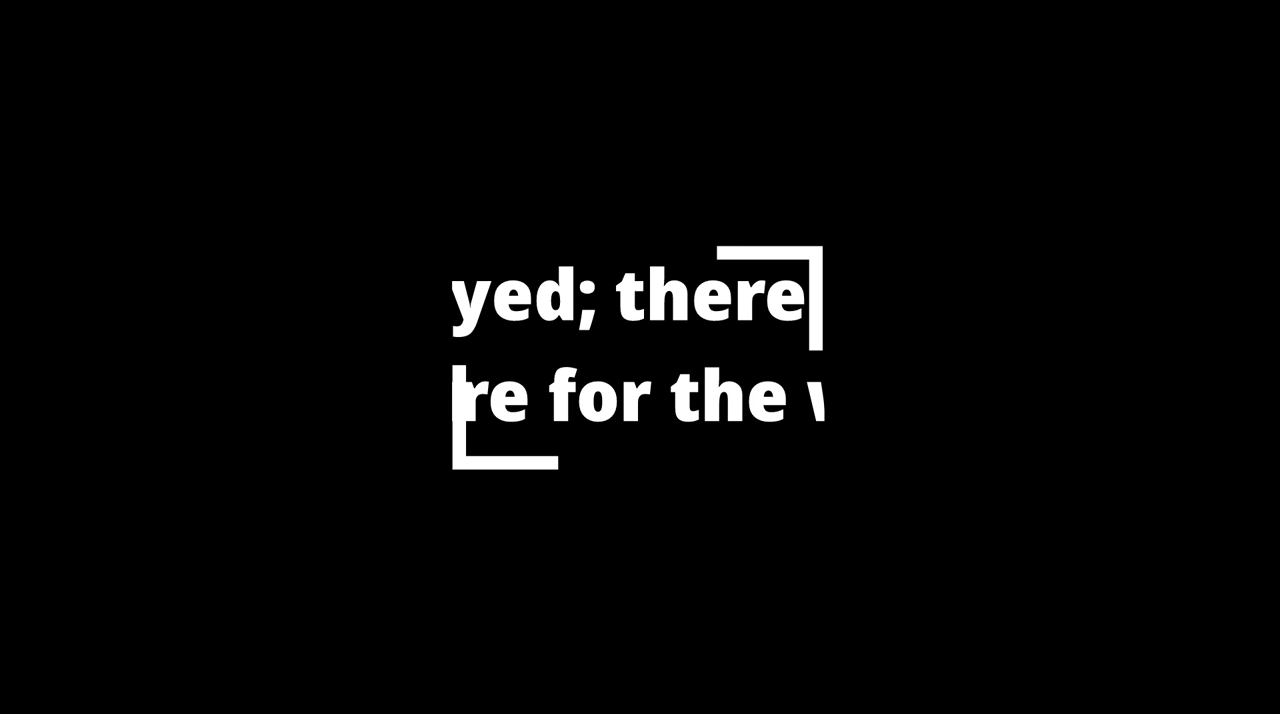 yed; there
re for the